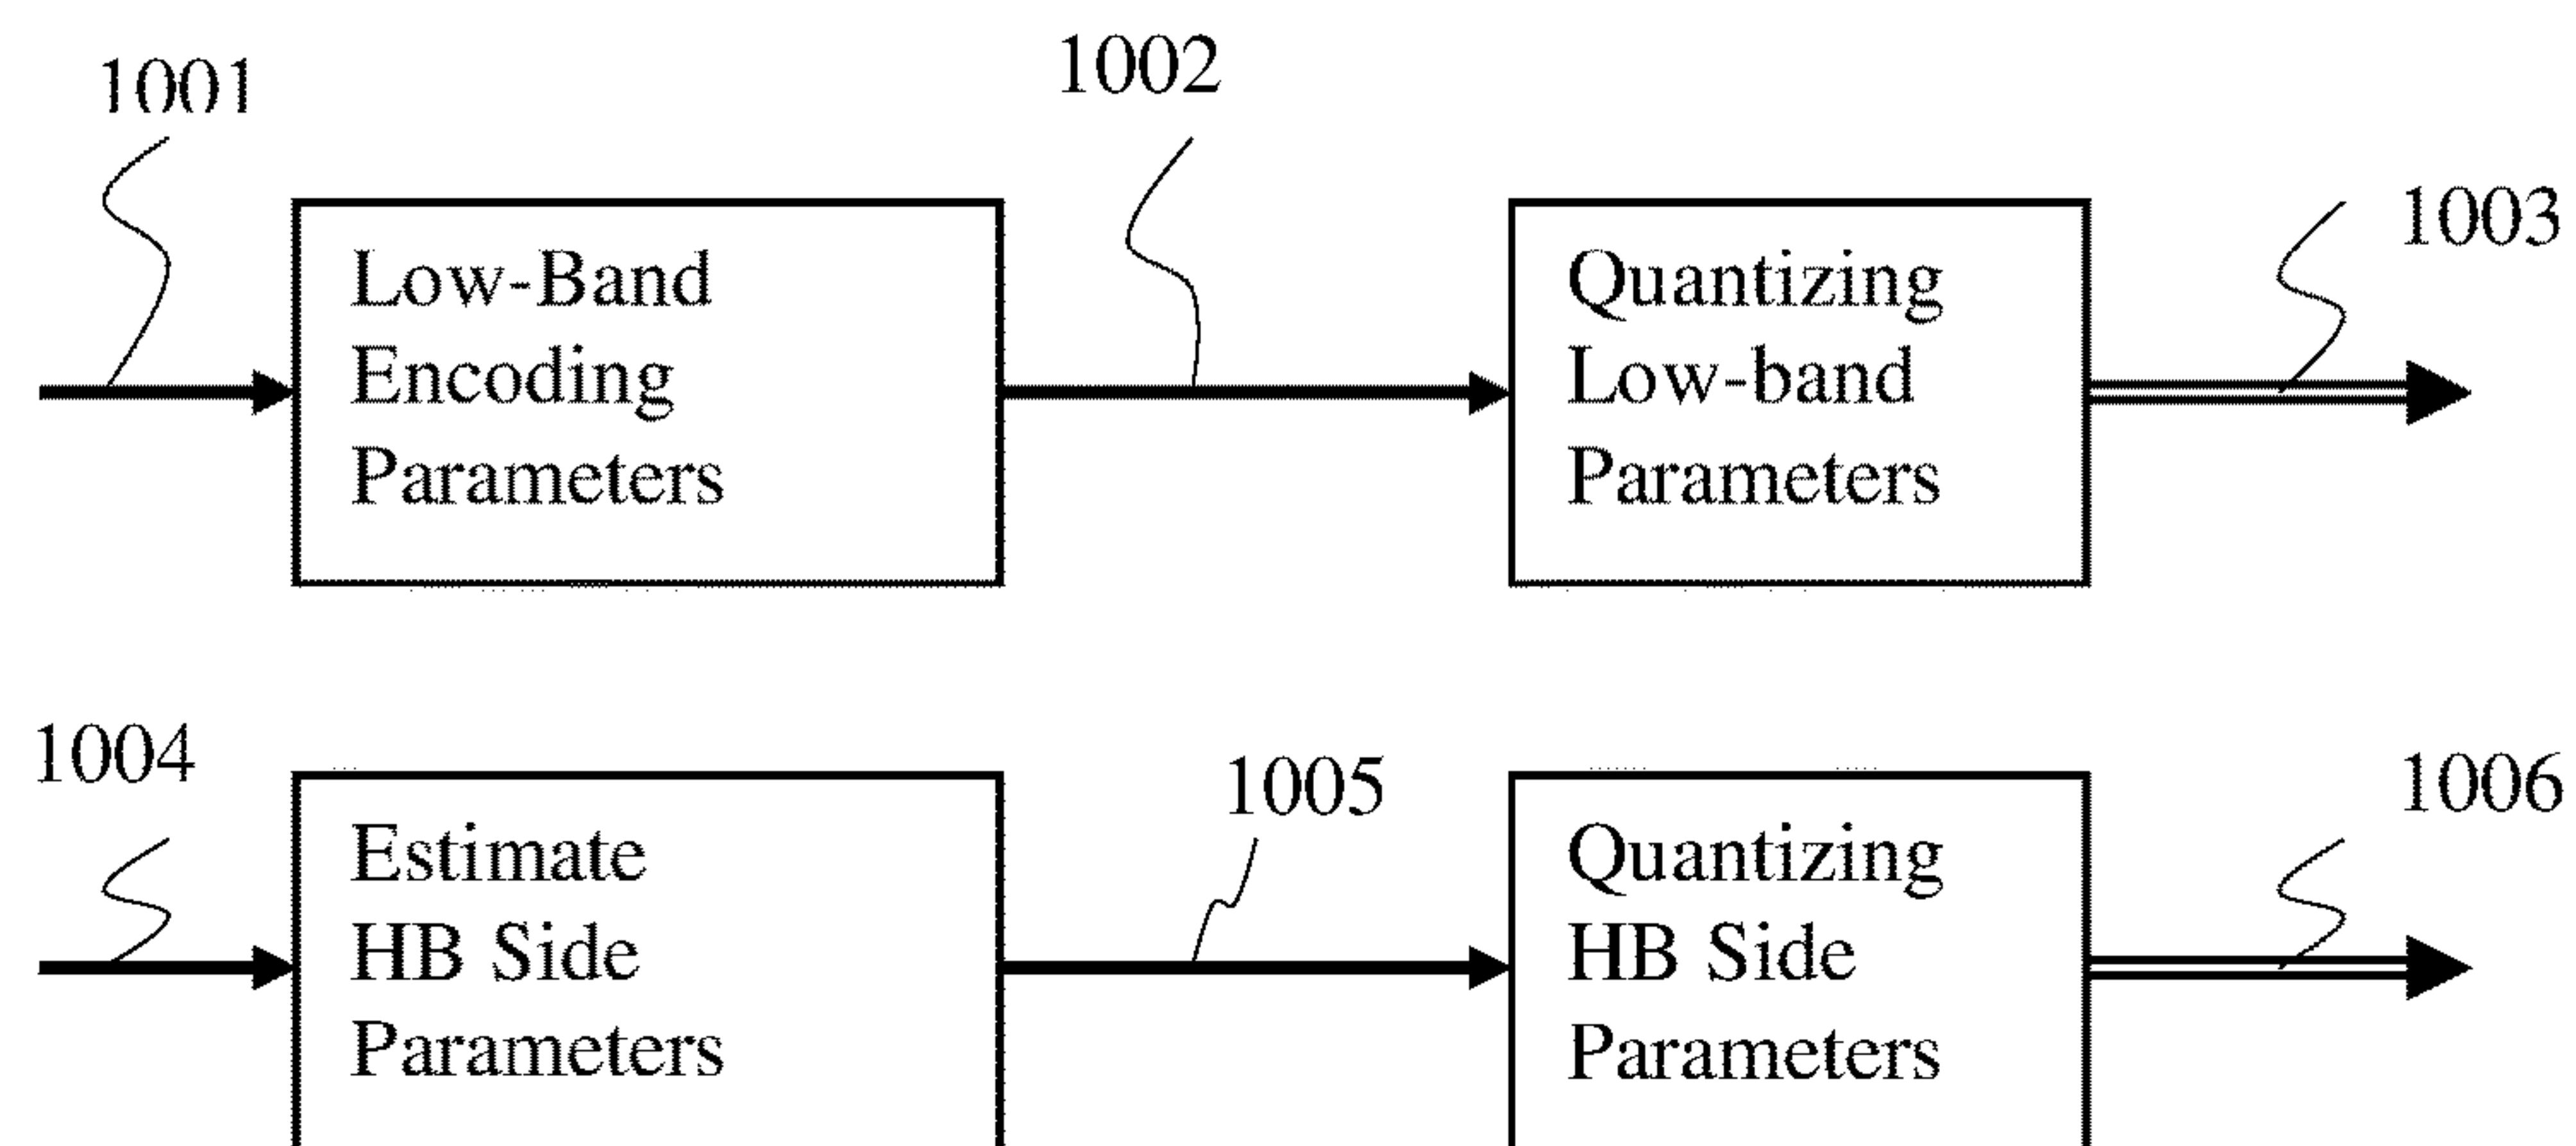 1001
1002
1003
Low-Band
Encoding
Parameters
Quantizing
Low-band
Parameters
1004
1005
1006
Estimate
HB Side
Parameters
Quantizing
HB Side
Parameters